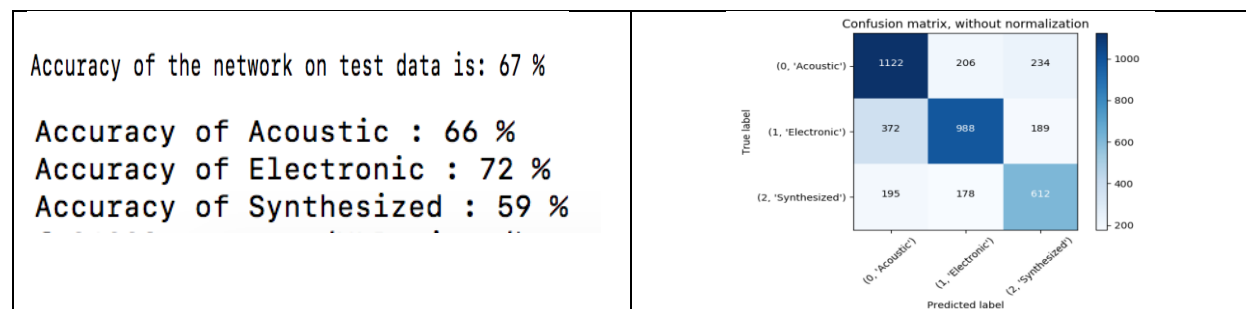 Accuracy of the network on test data is: 67 %
Accuracy of Acoustic : 66 %
Accuracy of Electronic : 72 %
Accuracy of Synthesized : 59 %
Confusion matrix, without normalization
True label
(0, 'Acoustic') 1122 206 234
(1, 'Electronic') 372 988 189
(2, 'Synthesized') 195 178 612
(0, 'Acoustic') (1, 'Electronic') (2, 'Synthesized')
Predicted label
1000
800
600
400
200